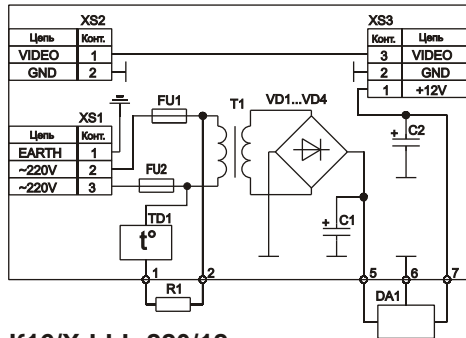 XS2
Цепь Конт.
VIDEO 1
GND 2
XS3
Цепь Конт.
3 VIDEO
2 GND
1 +12V
XS1
Цепь Конт.
EARTH 1
~220V 2
~220V 3
FU1
FU2
T1
VD1...VD4
+ C2
+ C1
TD1
t°
1 2 5 6 7
R1
DA1